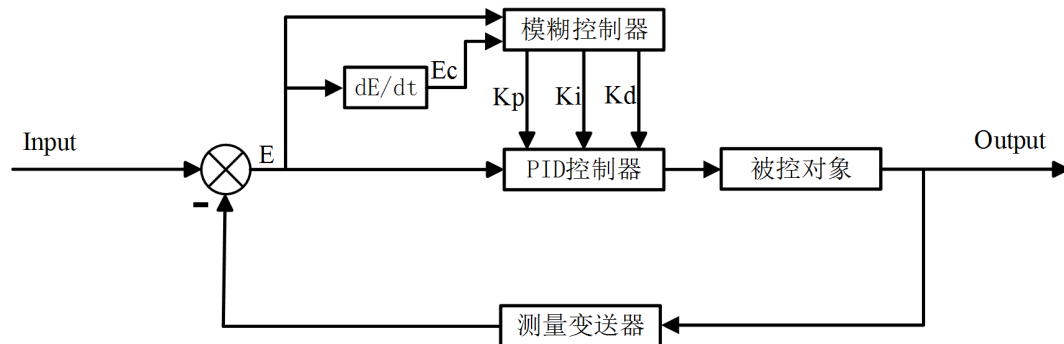 模糊控制器
dE/dt
Ec
Kp
Ki
Kd
Input
E
PID控制器
被控对象
Output
-
测量变送器